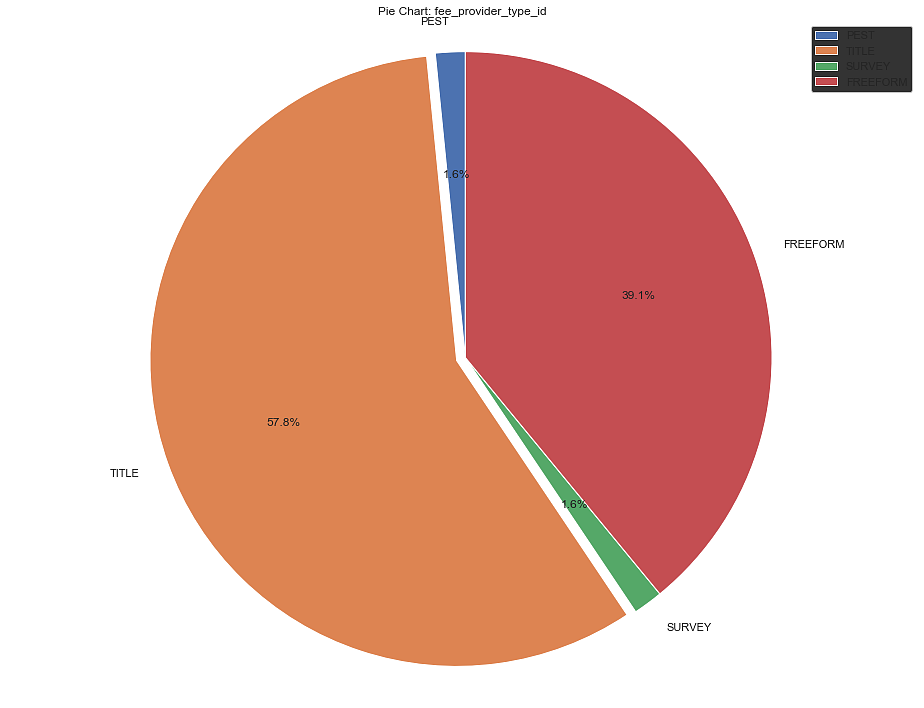 Pie Chart: fee_provider_type_id
PEST
PEST
TITLE
SURVEY
FREEFORM
1.6%
FREEFORM
39.1%
57.8%
TITLE
1.6%
SURVEY